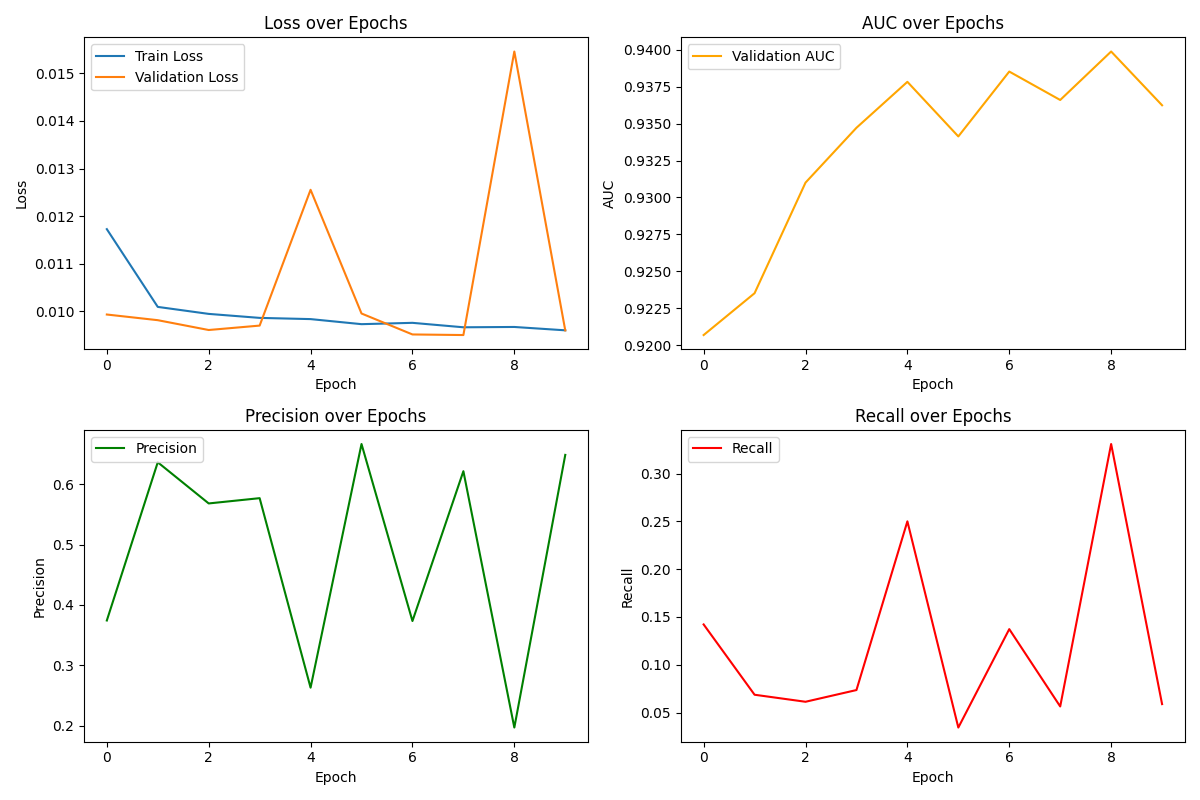 Loss over Epochs
Train Loss
Validation Loss
0.015
0.014
0.013
0.012
0.011
0.010
Loss
0 2 4 6 8
Epoch
AUC over Epochs
Validation AUC
0.9400
0.9375
0.9350
0.9325
0.9300
0.9275
0.9250
0.9225
0.9200
AUC
0 2 4 6 8
Epoch
Precision over Epochs
Precision
0.6
0.5
0.4
0.3
0.2
Precision
0 2 4 6 8
Epoch
Recall over Epochs
Recall
0.30
0.25
0.20
0.15
0.10
0.05
Recall
0 2 4 6 8
Epoch